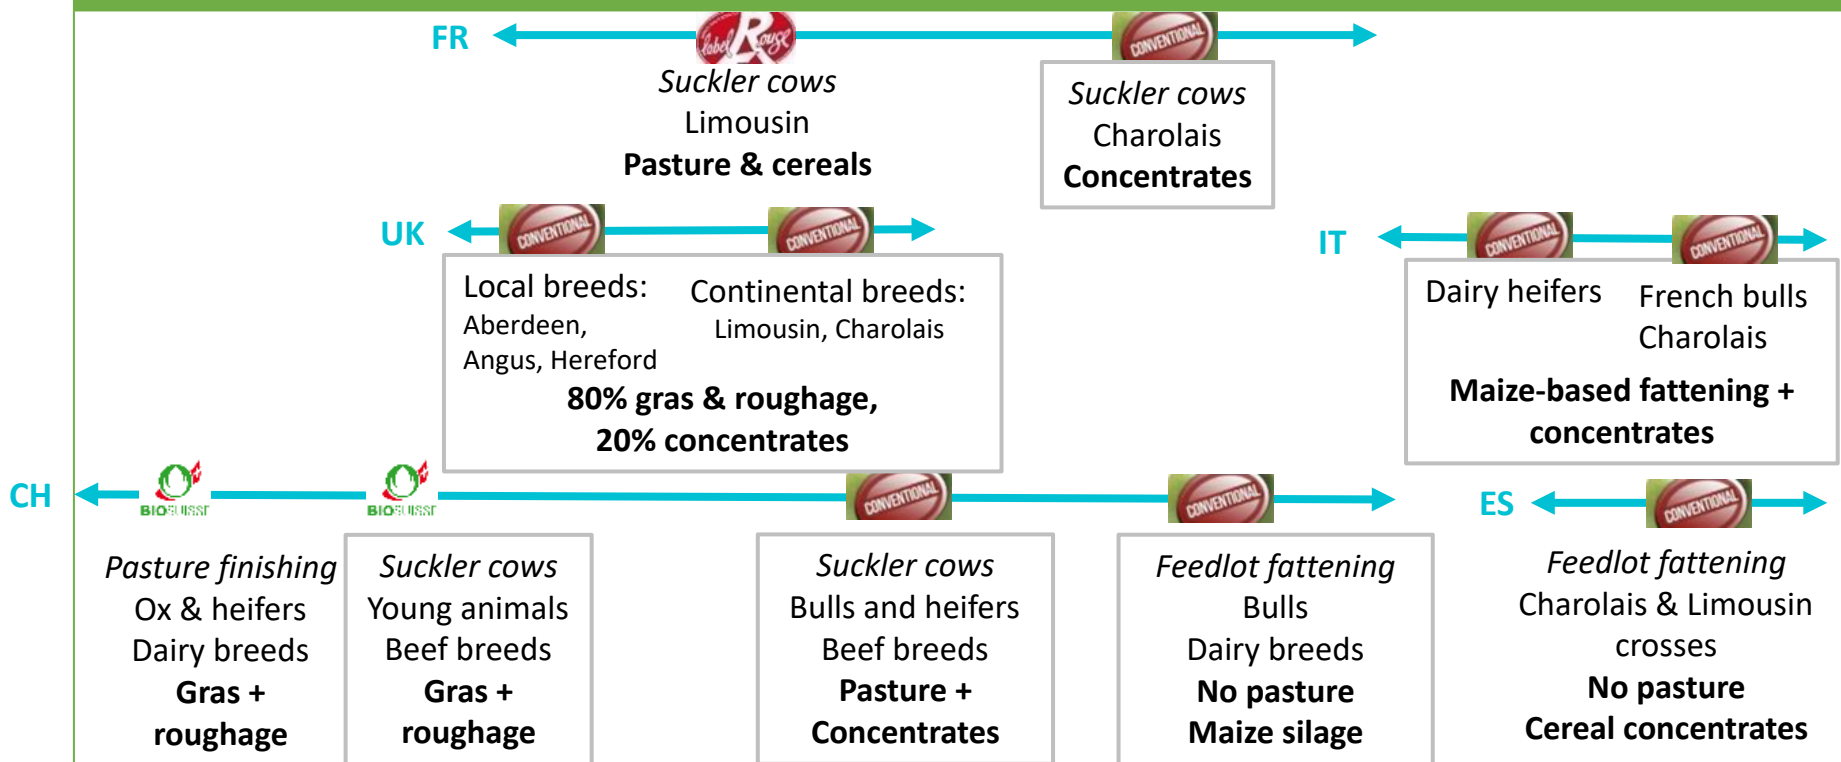 FR
label Rouge
CONVENTIONAL
Suckler cows
Limousin
Pasture & cereals
Suckler cows
Charolais
Concentrates
UK
CONVENTIONAL
CONVENTIONAL
Local breeds:
Aberdeen,
Angus, Hereford
Continental breeds:
Limousin, Charolais
80% gras & roughage,
20% concentrates
IT
CONVENTIONAL
CONVENTIONAL
Dairy heifers
French bulls
Charolais
Maize-based fattening +
concentrates
CH
BIOSUISSE
BIOSUISSE
CONVENTIONAL
CONVENTIONAL
Pasture finishing
Ox & heifers
Dairy breeds
Gras +
roughage
Suckler cows
Young animals
Beef breeds
Gras +
roughage
Suckler cows
Bulls and heifers
Beef breeds
Pasture +
Concentrates
Feedlot fattening
Bulls
Dairy breeds
No pasture
Maize silage
ES
CONVENTIONAL
Feedlot fattening
Charolais & Limousin
crosses
No pasture
Cereal concentrates